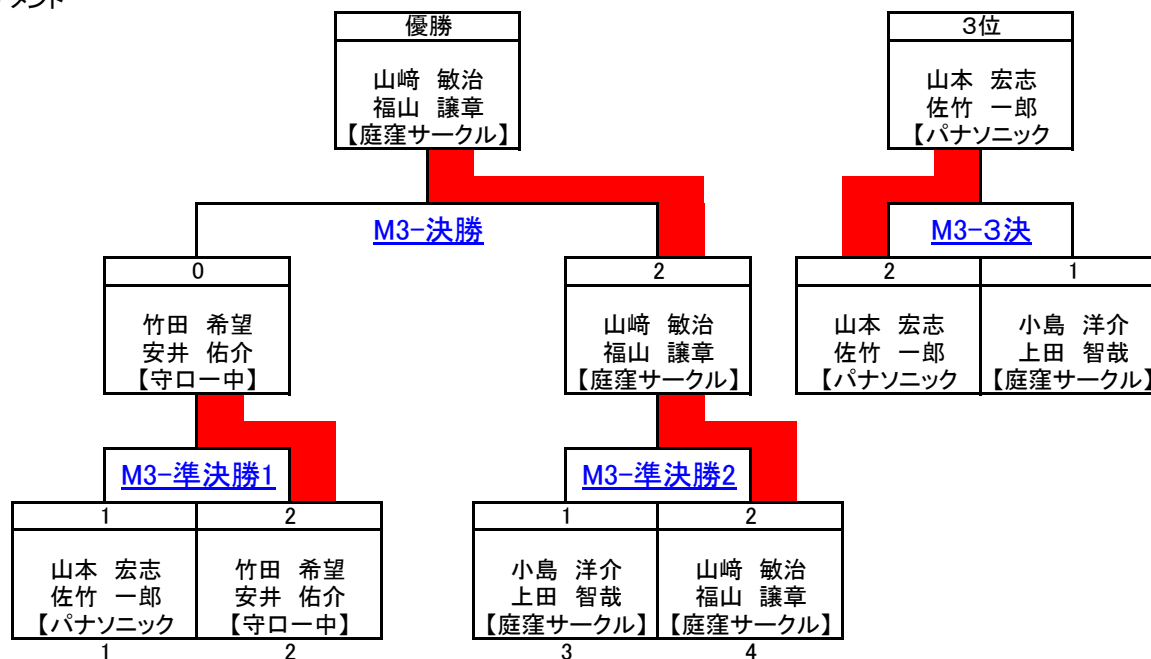 メント
優勝
山﨑 敏治
福山 譲章
【庭窪サークル】
3位
山本 宏志
佐竹 一郎
【パナソニック
M3-決勝
M3-3決
0
竹田 希望
安井 佑介
【守口一中】
2
山﨑 敏治
福山 譲章
【庭窪サークル】
2
山本 宏志
佐竹 一郎
【パナソニック
1
小島 洋介
上田 智哉
【庭窪サークル】
M3-準決勝1
M3-準決勝2
1
山本 宏志
佐竹 一郎
【パナソニック
1
2
竹田 希望
安井 佑介
【守口一中】
2
1
小島 洋介
上田 智哉
【庭窪サークル】
3
2
山﨑 敏治
福山 譲章
【庭窪サークル】
4